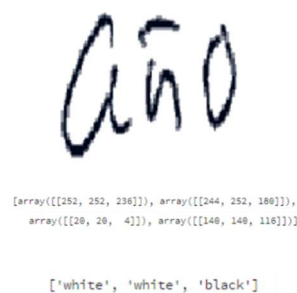 año
[array([[252, 252, 236]]), array([[244, 252, 180]]),
array([[20, 20, 4]]), array([[140, 140, 116]])]
['white', 'white', 'black']